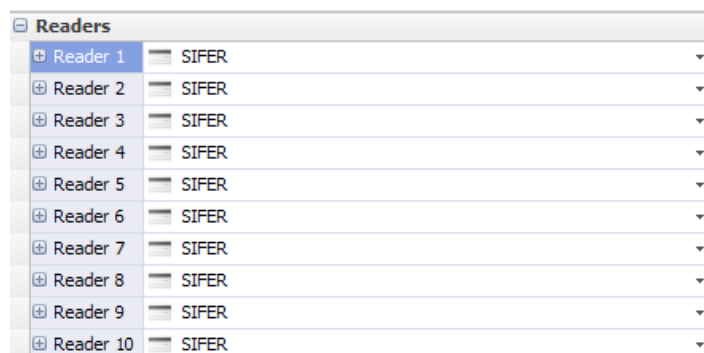 Readers
Reader 1 SIFER
Reader 2 SIFER
Reader 3 SIFER
Reader 4 SIFER
Reader 5 SIFER
Reader 6 SIFER
Reader 7 SIFER
Reader 8 SIFER
Reader 9 SIFER
Reader 10 SIFER